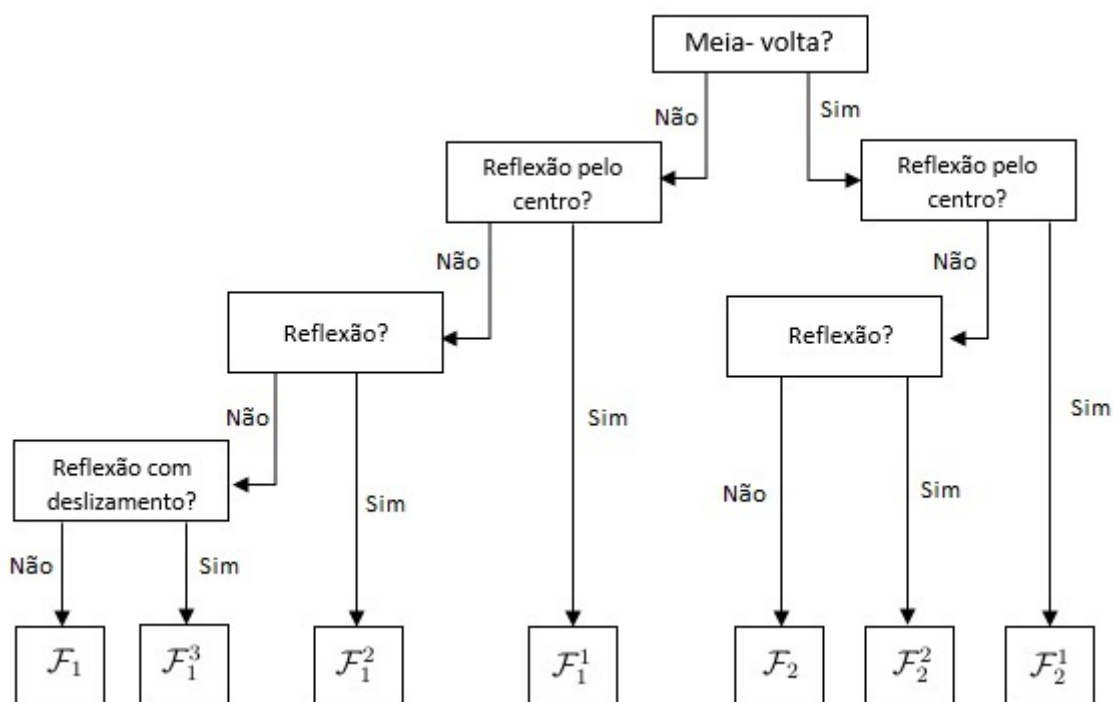 Meia- volta?
Não
Sim
Reflexão pelo
centro?
Reflexão pelo
centro?
Não
Não
Reflexão?
Reflexão?
Não
Sim
Sim
Reflexão com
deslizamento?
Sim
Não
Sim
Não
Sim
F₁
F₁³
F₁²
F₁¹
F₂
F₂²
F₂¹